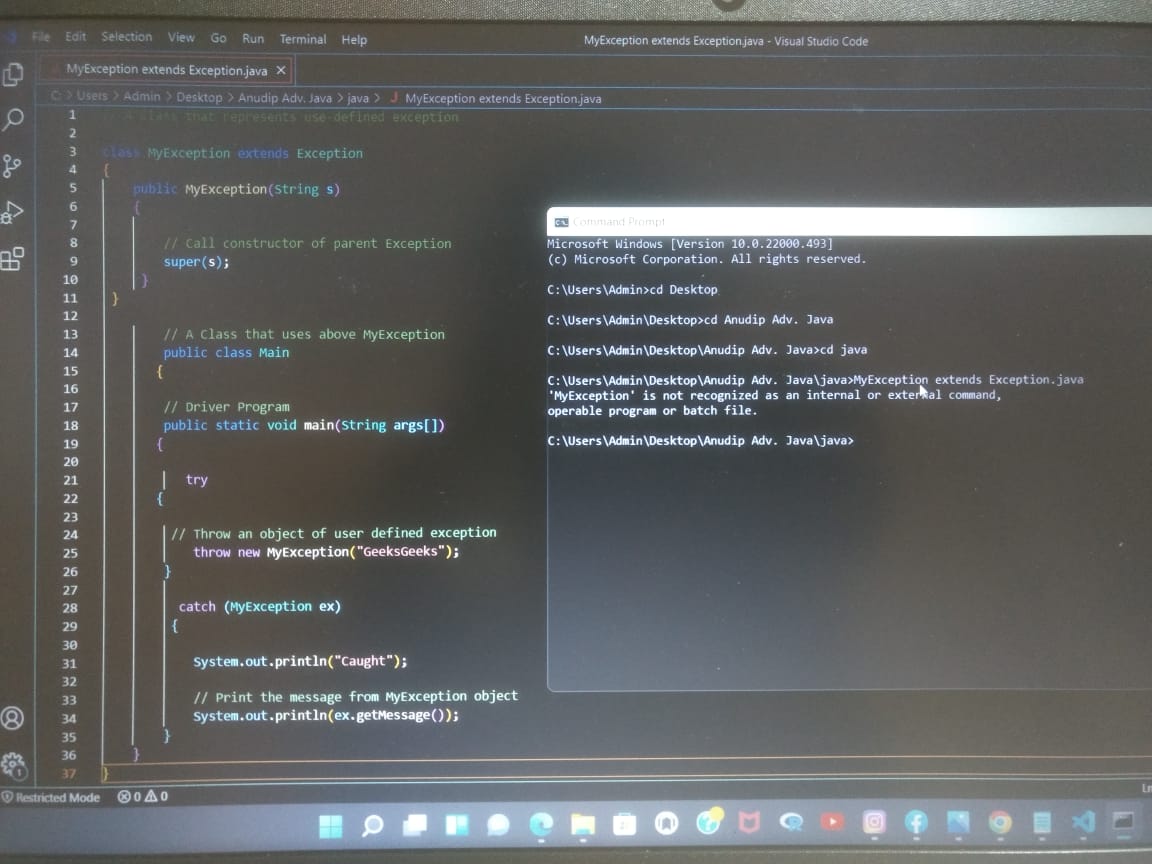 File Edit Selection View Go Run Terminal Help
MyException extends Exception.java - Visual Studio Code
MyException extends Exception.java ×
C: > Users > Admin > Desktop > Anudip Adv. Java > java > J MyException extends Exception.java
1 // A Class that represents use-defined exception
2
3 class MyException extends Exception
4 {
5 public MyException(String s)
6 {
7
8 // Call constructor of parent Exception
9 super(s);
10 }
11 }
12
13 // A Class that uses above MyException
14 public class Main
15 {
16
17 // Driver Program
18 public static void main(String args[])
19 {
20
21 try
22 {
23
24 // Throw an object of user defined exception
25 throw new MyException("GeeksGeeks");
26 }
27
28 catch (MyException ex)
29 {
30
31 System.out.println("Caught");
32
33 // Print the message from MyException object
34 System.out.println(ex.getMessage());
35 }
36 }
37 }
Command Prompt
Microsoft Windows [Version 10.0.22000.493]
(c) Microsoft Corporation. All rights reserved.
C:\Users\Admin>cd Desktop
C:\Users\Admin\Desktop>cd Anudip Adv. Java
C:\Users\Admin\Desktop\Anudip Adv. Java>cd java
C:\Users\Admin\Desktop\Anudip Adv. Java\java>MyException extends Exception.java
'MyException' is not recognized as an internal or external command,
operable program or batch file.
C:\Users\Admin\Desktop\Anudip Adv. Java\java>
Restricted Mode 0 0
Ln